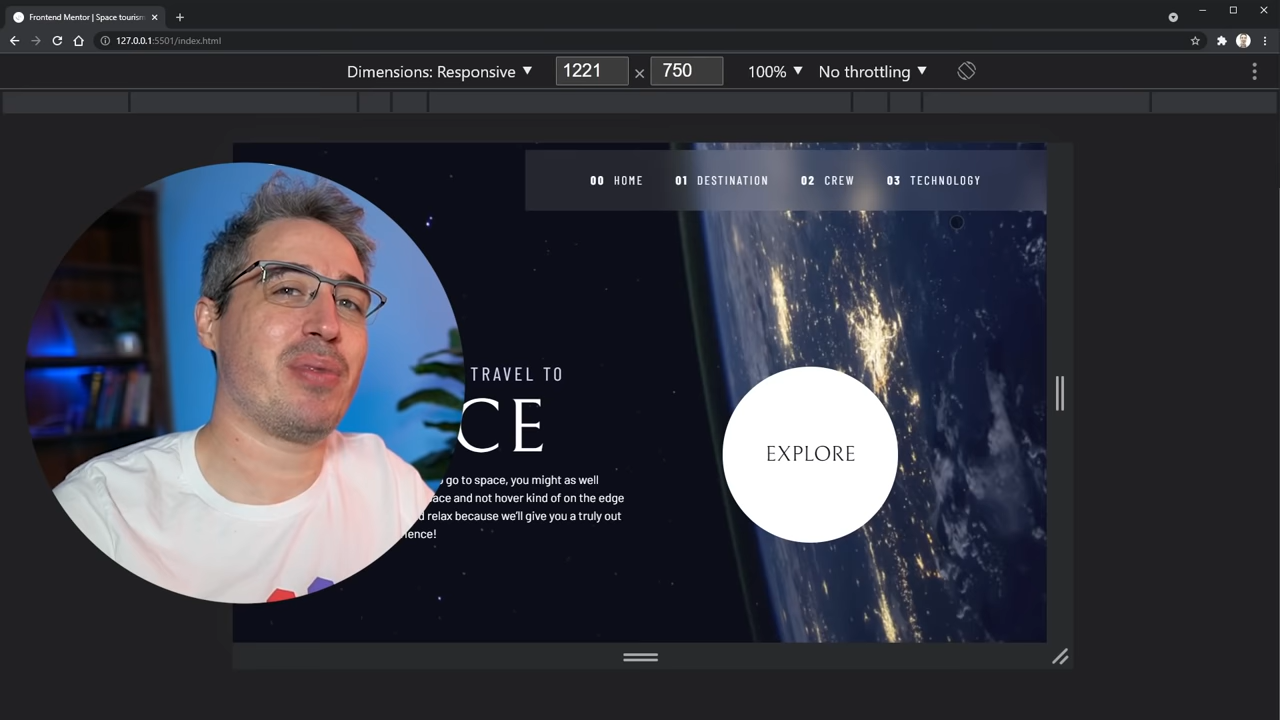 Frontend Mentor | Space tourism
127.0.0.1:5501/index.html
Dimensions: Responsive 1221 × 750 100% No throttling
00 HOME 01 DESTINATION 02 CREW 03 TECHNOLOGY
TRAVEL TO
CE
go to space, you might as well
ace and not hover kind of on the edge
d relax because we'll give you a truly out
ience!
EXPLORE